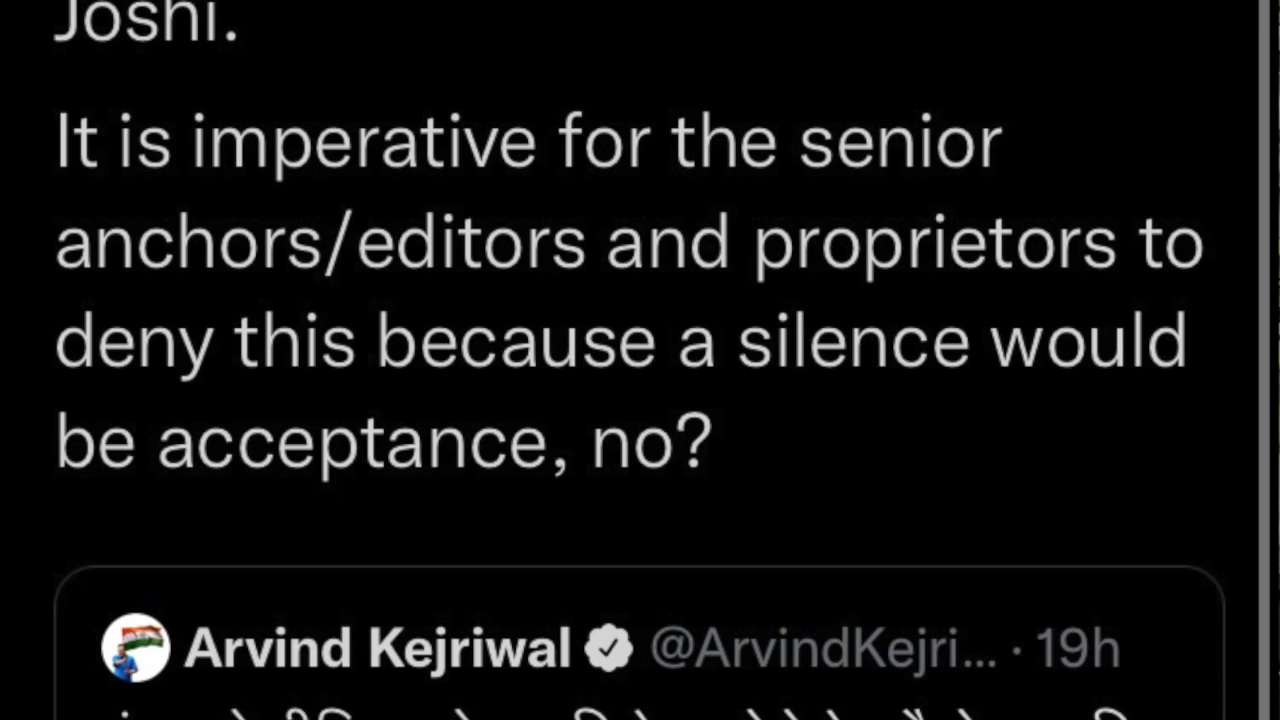 Joshi.
It is imperative for the senior
anchors/editors and proprietors to
deny this because a silence would
be acceptance, no?
Arvind Kejriwal @ArvindKejri... · 19h